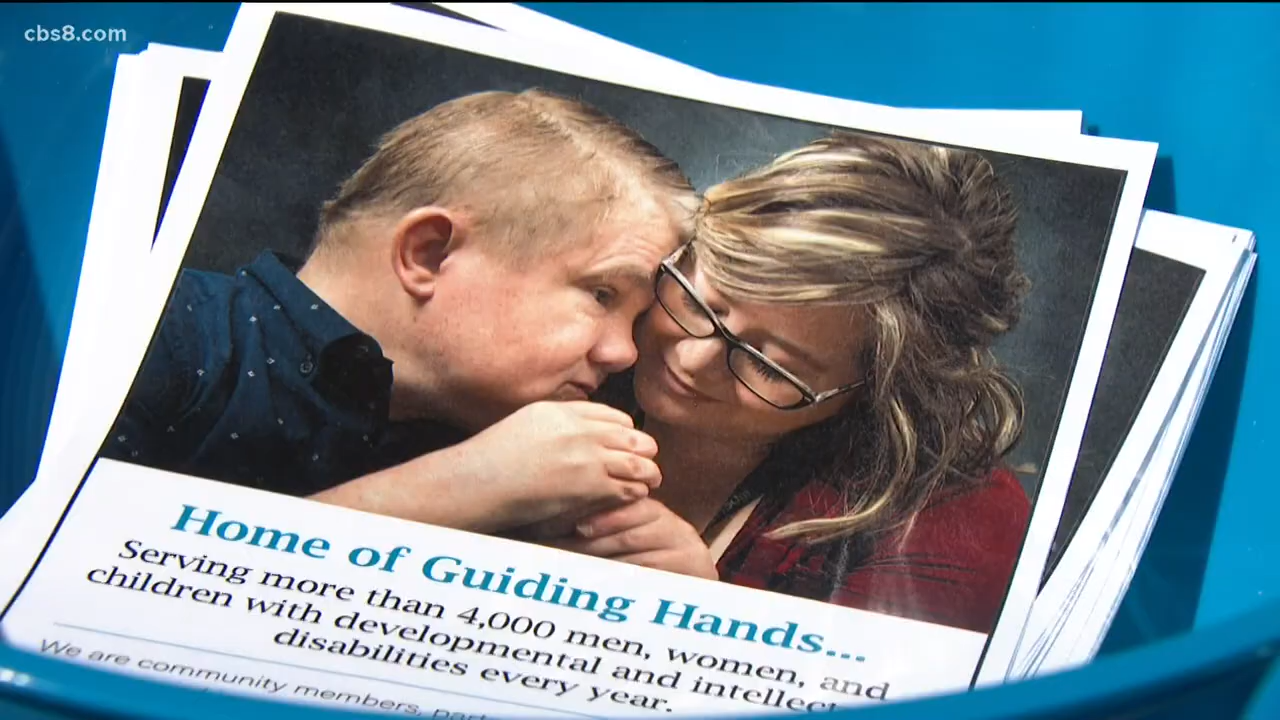 cbs8.com
Home of Guiding Hands...
Serving more than 4,000 men, women, and
children with developmental and intellec
disabilities every year.
We are community members,